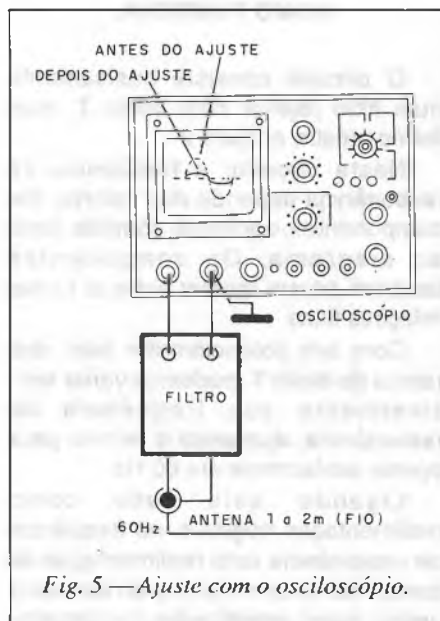 ANTES DO AJUSTE
DEPOIS DO AJUSTE
OSCILOSCÓPIO
FILTRO
ANTENA 1 a 2m (FIO)
60Hz
Fig. 5 — Ajuste com o osciloscópio.